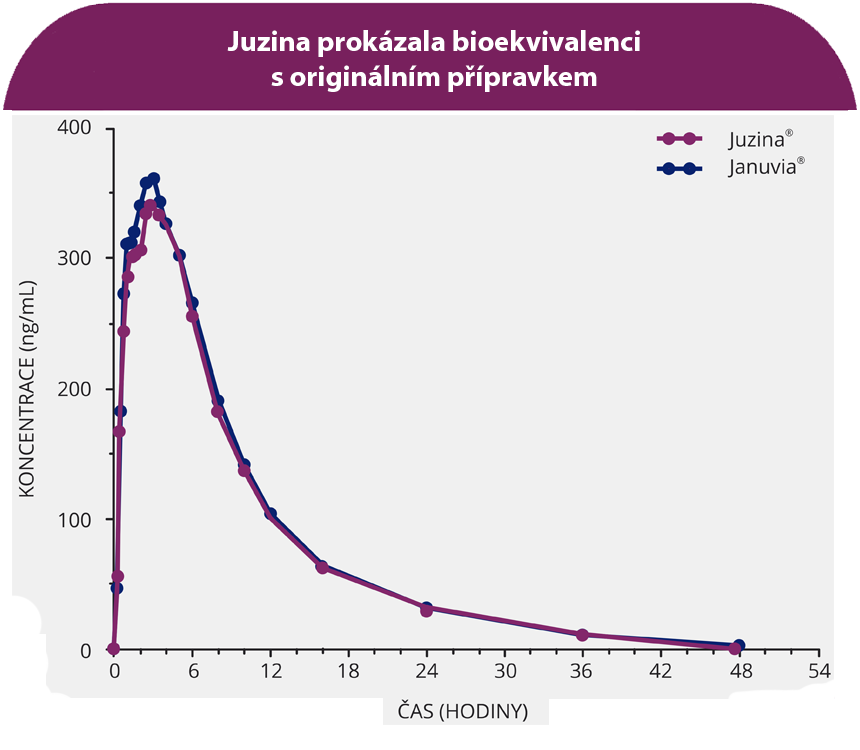 Juzina prokázala bioekvivalenci
s originálním přípravkem
400
300
200
100
0
KONCENTRACE (ng/mL)
Juzina®
Januvia®
0 6 12 18 24 30 36 42 48 54
ČAS (HODINY)